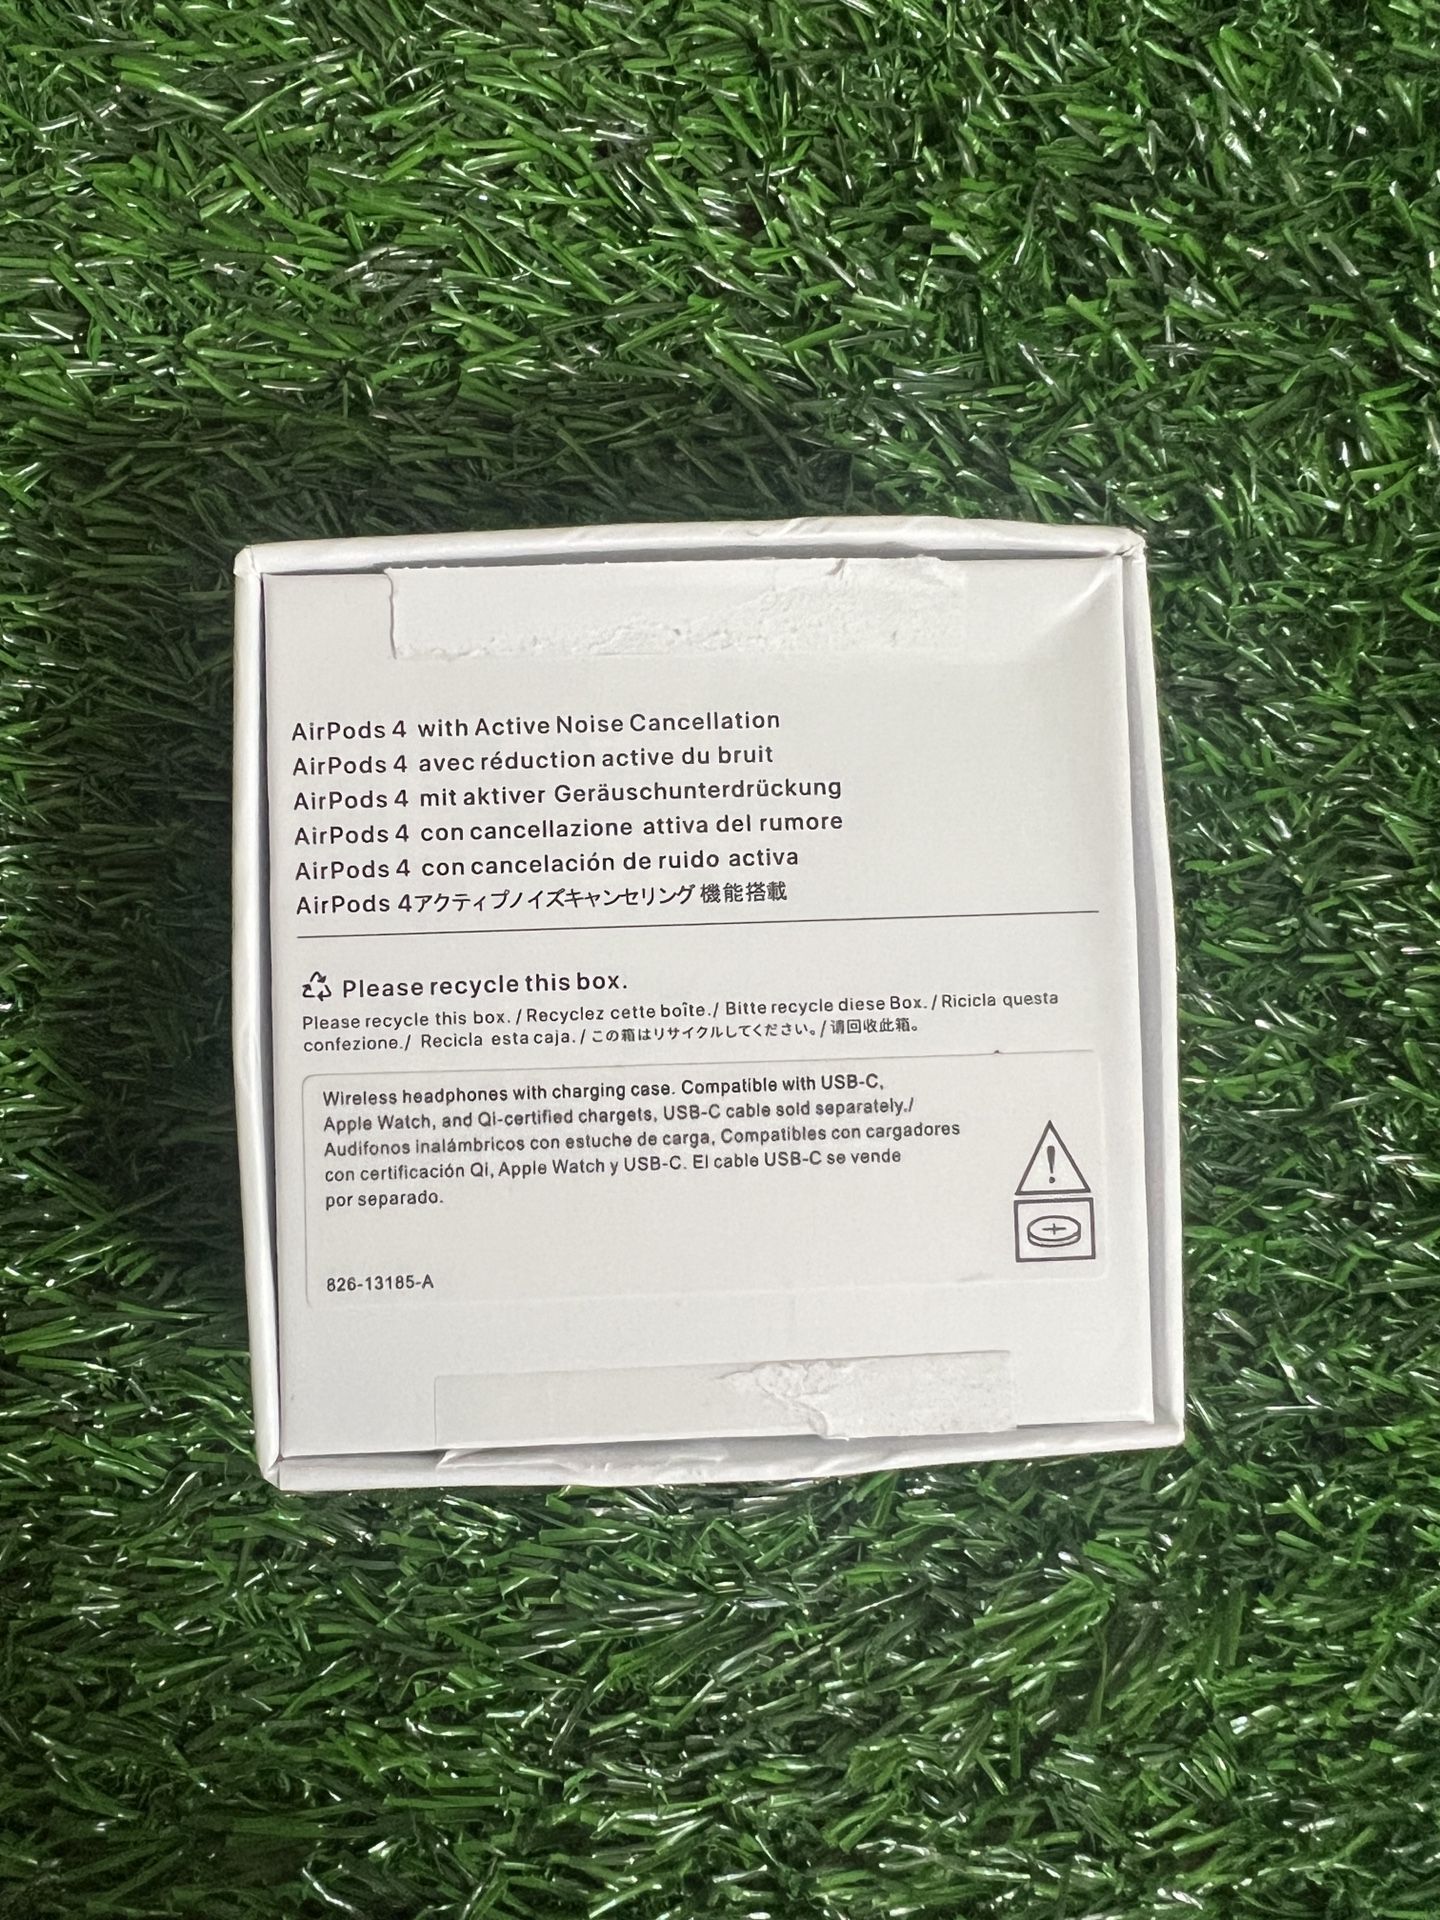 AirPods 4 with Active Noise Cancellation
AirPods 4 avec réduction active du bruit
AirPods 4 mit aktiver Geräuschunterdrückung
AirPods 4 con cancellazione attiva del rumore
AirPods 4 con cancelación de ruido activa
AirPods 4アクティブノイズキャンセリング 機能搭載
Please recycle this box.
Please recycle this box. / Recyclez cette boîte./ Bitte recycle diese Box. / Ricicla questa
confezione./ Recicla esta caja. / この箱はリサイクルしてください。/ 请回收此箱。
Wireless headphones with charging case. Compatible with USB-C,
Apple Watch, and Qi-certified chargets, USB-C cable sold separately./
Audifonos inalámbricos con estuche de carga, Compatibles con cargadores
con certificación Qi, Apple Watch y USB-C. El cable USB-C se vende
por separado.
826-13185-A